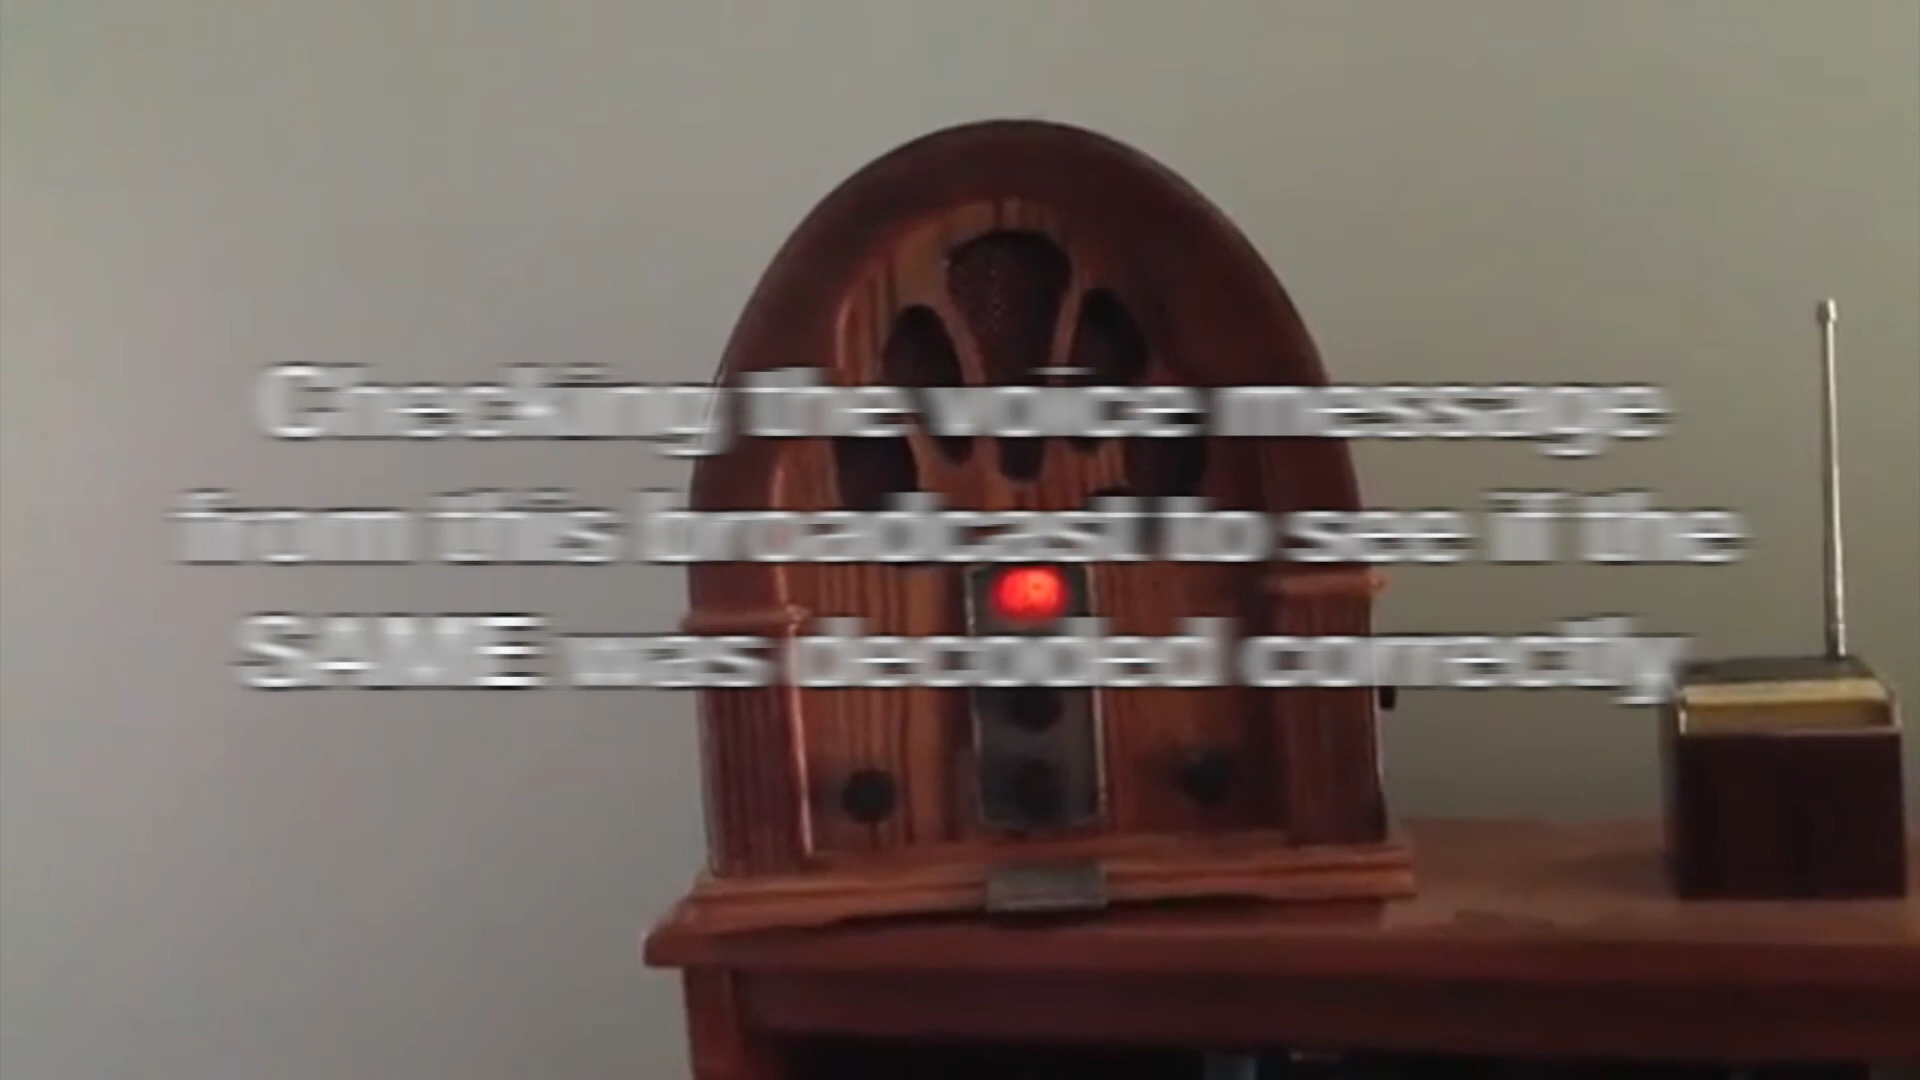 Checking the voice message
from this broadcast to see if the
SAME was decoded correctly